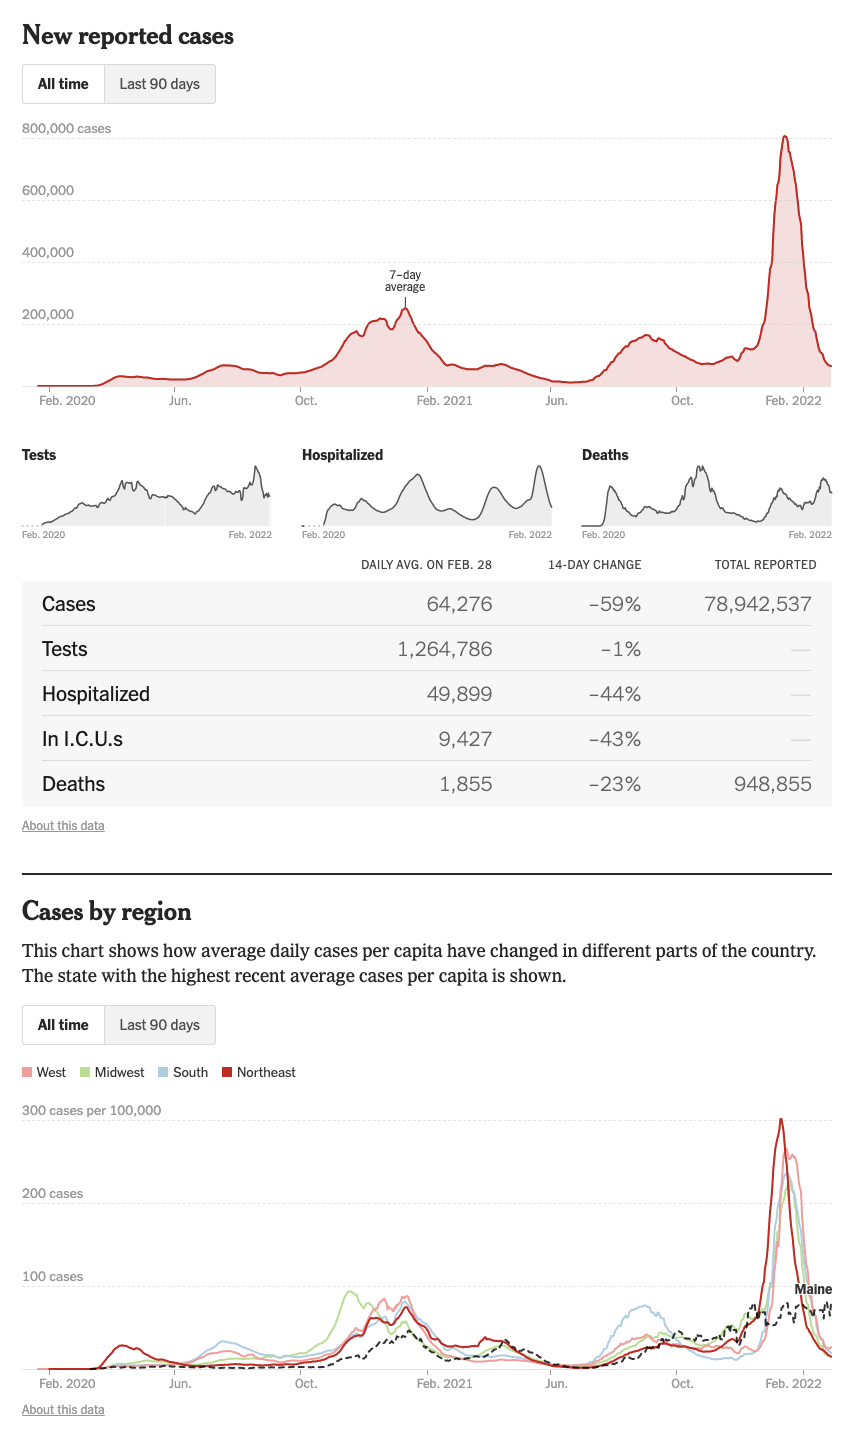 New reported cases
All time Last 90 days
800,000 cases
600,000
400,000
7–day
average
200,000
Feb. 2020 Jun. Oct. Feb. 2021 Jun. Oct. Feb. 2022
Tests Hospitalized Deaths
Feb. 2020 Feb. 2022 Feb. 2020 Feb. 2022 Feb. 2020 Feb. 2022
DAILY AVG. ON FEB. 28 14-DAY CHANGE TOTAL REPORTED
Cases 64,276 –59% 78,942,537
Tests 1,264,786 –1% —
Hospitalized 49,899 –44% —
In I.C.U.s 9,427 –43% —
Deaths 1,855 –23% 948,855
About this data
Cases by region
This chart shows how average daily cases per capita have changed in different parts of the country.
The state with the highest recent average cases per capita is shown.
All time Last 90 days
West Midwest South Northeast
300 cases per 100,000
200 cases
100 cases
Maine
Feb. 2020 Jun. Oct. Feb. 2021 Jun. Oct. Feb. 2022
About this data